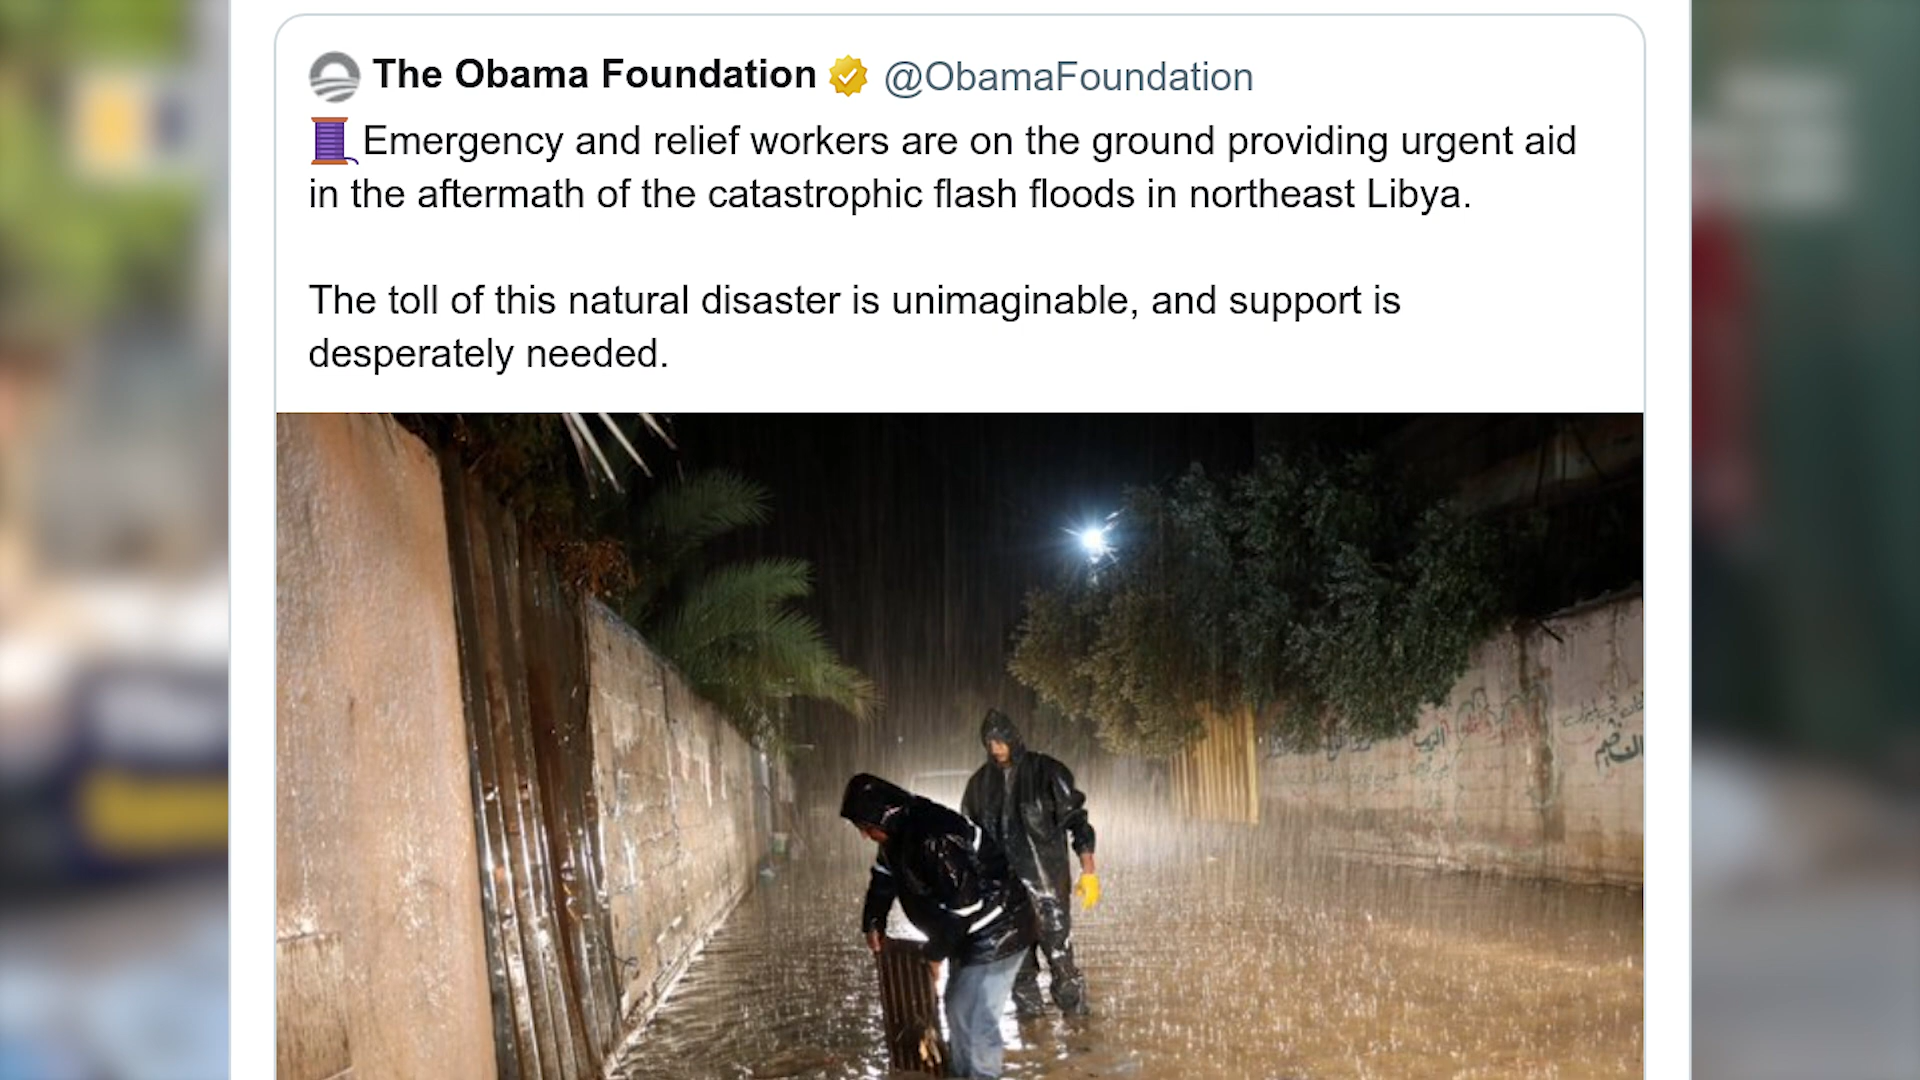 The Obama Foundation @ObamaFoundation
Emergency and relief workers are on the ground providing urgent aid
in the aftermath of the catastrophic flash floods in northeast Libya.
The toll of this natural disaster is unimaginable, and support is
desperately needed.